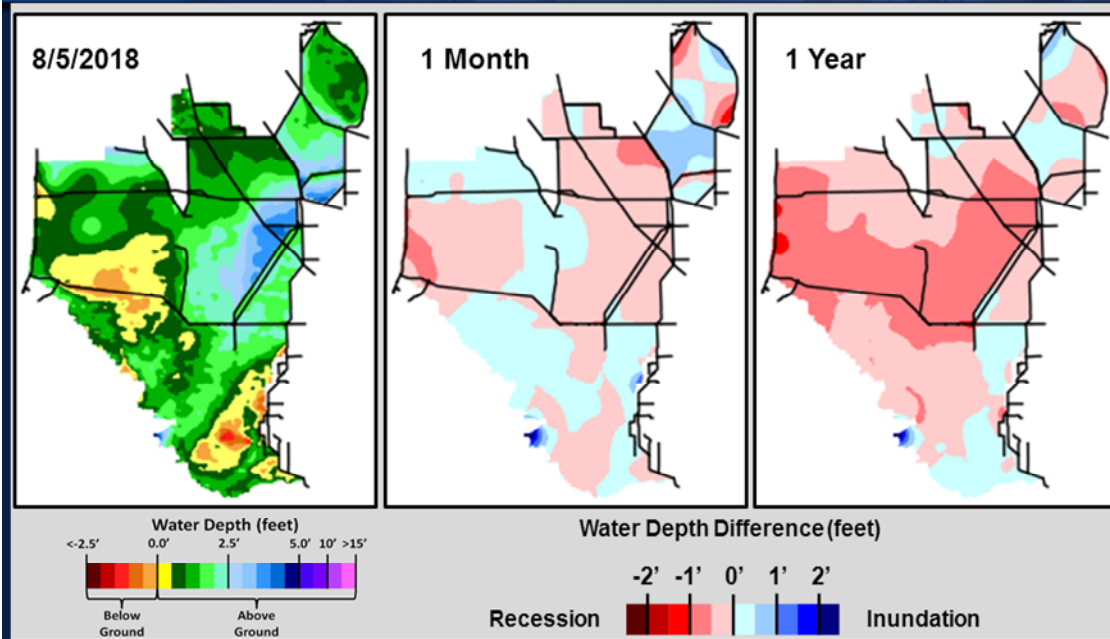 8/5/2018
1 Month
1 Year
Water Depth (feet)
<-2.5' 0.0' 2.5' 5.0' 10' >15'
Below Ground
Above Ground
Water Depth Difference (feet)
-2' -1' 0' 1' 2'
Recession
Inundation